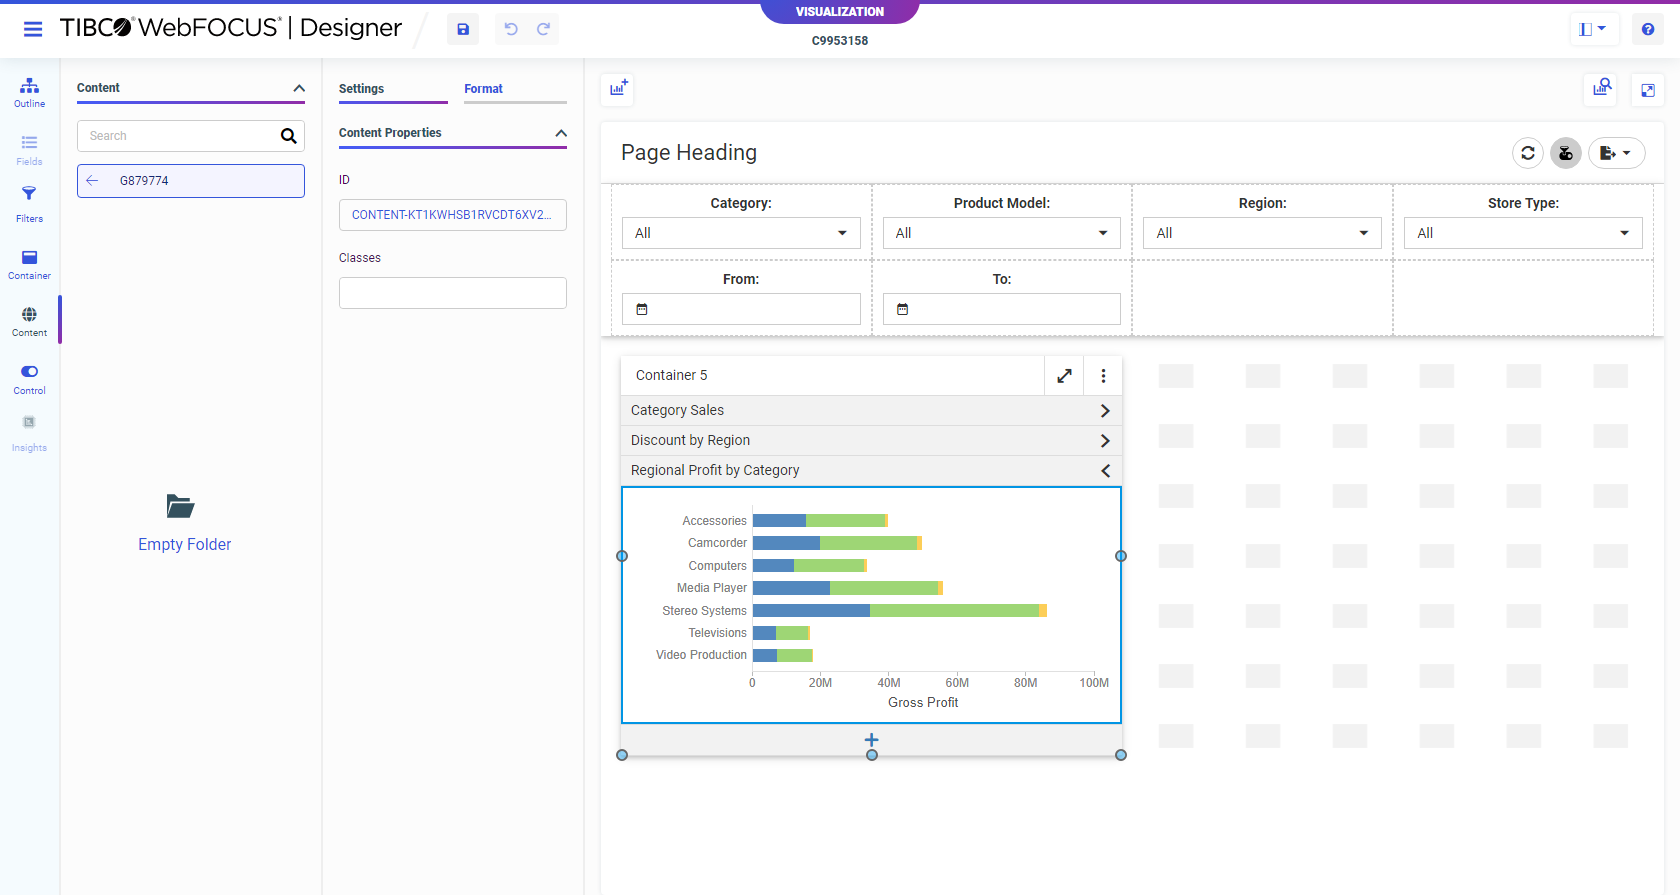 VISUALIZATION
TIBCO® WebFOCUS® | Designer
C9953158
Outline
Fields
Filters
Container
Content
Control
Insights
Content
Search
G879774
Empty Folder
Settings
Format
Content Properties
ID
CONTENT-KT1KWHSB1RVCDT6XV2...
Classes
Page Heading
Category:
Product Model:
Region:
Store Type:
All
All
All
All
From:
To:
Container 5
Category Sales
Discount by Region
Regional Profit by Category
Accessories
Camcorder
Computers
Media Player
Stereo Systems
Televisions
Video Production
0 20M 40M 60M 80M 100M
Gross Profit